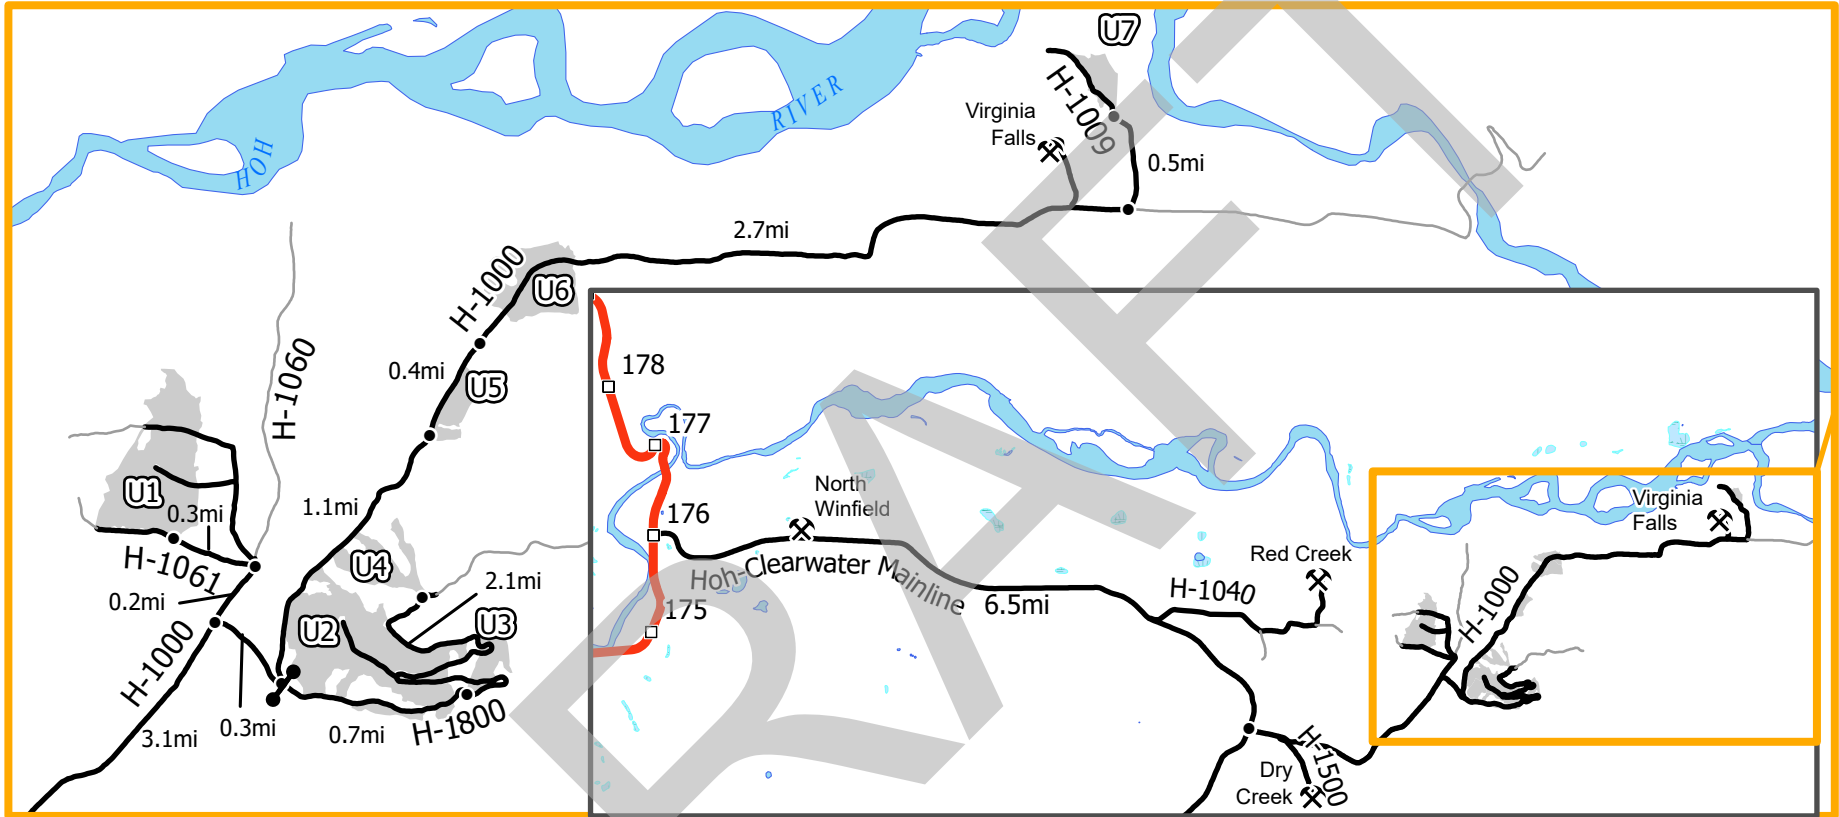 U7
H-1009
Virginia
Falls
0.5mi
HOH
RIVER
2.7mi
H-1000
U6
H-1060
0.4mi
U5
U1
0.3mi
1.1mi
H-1061
U4
2.1mi
0.2mi
U2
U3
H-1000
0.3mi
0.7mi
H-1800
3.1mi
178
177
176
175
North
Winfield
Hoh-Clearwater Mainline
6.5mi
H-1040
Red Creek
Virginia
Falls
H-1000
H-1500
Dry
Creek
DRAFT